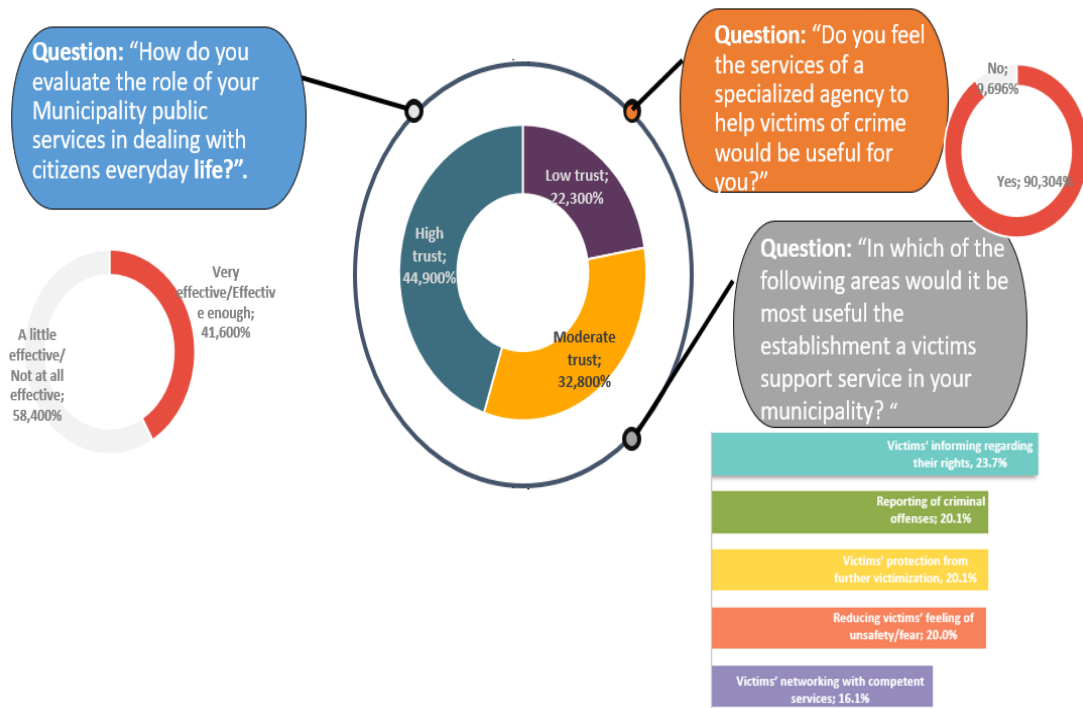 Question: “How do you
evaluate the role of your
Municipality public
services in dealing with
citizens everyday life?”.
Question: “Do you feel
the services of a
specialized agency to
help victims of crime
would be useful for
you?”
No;
9,696%
Yes; 90,304%
Low trust;
22,300%
High
trust;
44,900%
Moderate
trust;
32,800%
Very
effective/Effectiv
e enough;
41,600%
A little
effective/
Not at all
effective;
58,400%
Question: “In which of the
following areas would it be
most useful the
establishment a victims
support service in your
municipality? “
Victims' informing regarding
their rights, 23.7%
Reporting of criminal
offenses; 20.1%
Victims' protection from
further victimization, 20.1%
Reducing victims’ feeling of
unsafety/fear; 20.0%
Victims’ networking with competent
services; 16.1%